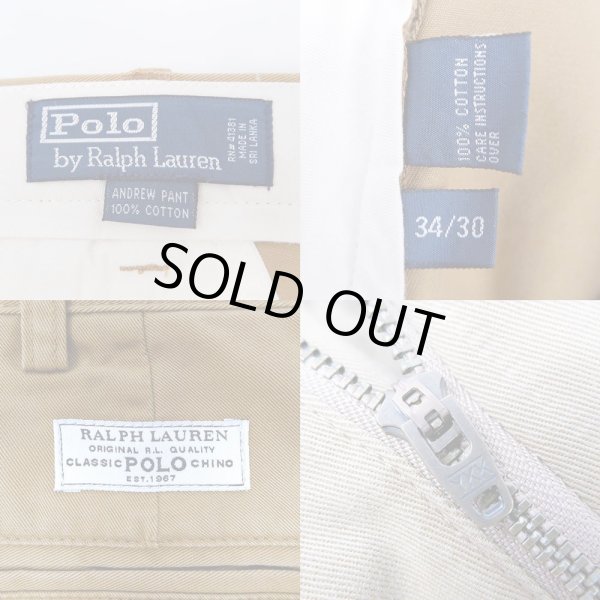 Polo
by Ralph Lauren
RN# 41381
MADE IN
SRI LANKA
ANDREW PANT
100% COTTON
100% COTTON
CARE INSTRUCTIONS
OVER
34/30
SOLD OUT
RALPH LAUREN
ORIGINAL R.L. QUALITY
CLASSIC POLO CHINO
EST. 1967